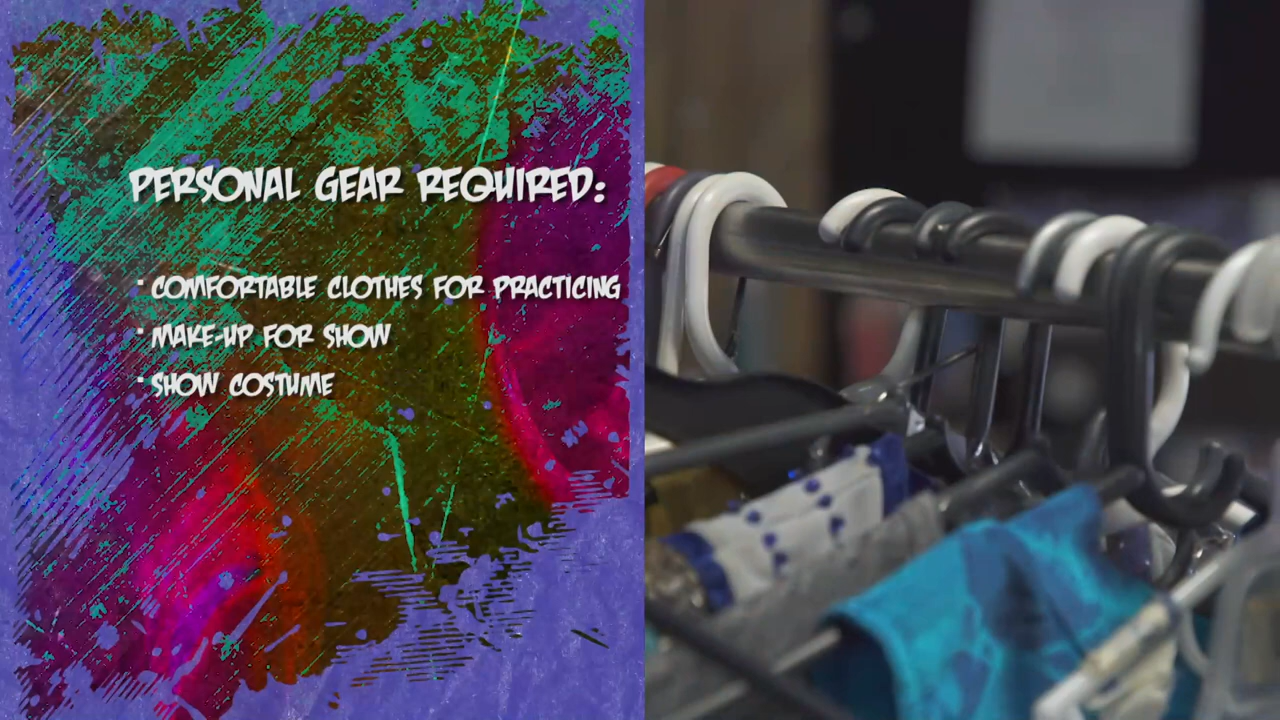 PERSONAL GEAR REQUIRED:
· COMFORTABLE CLOTHES FOR PRACTICING
· MAKE-UP FOR SHOW
· SHOW COSTUME